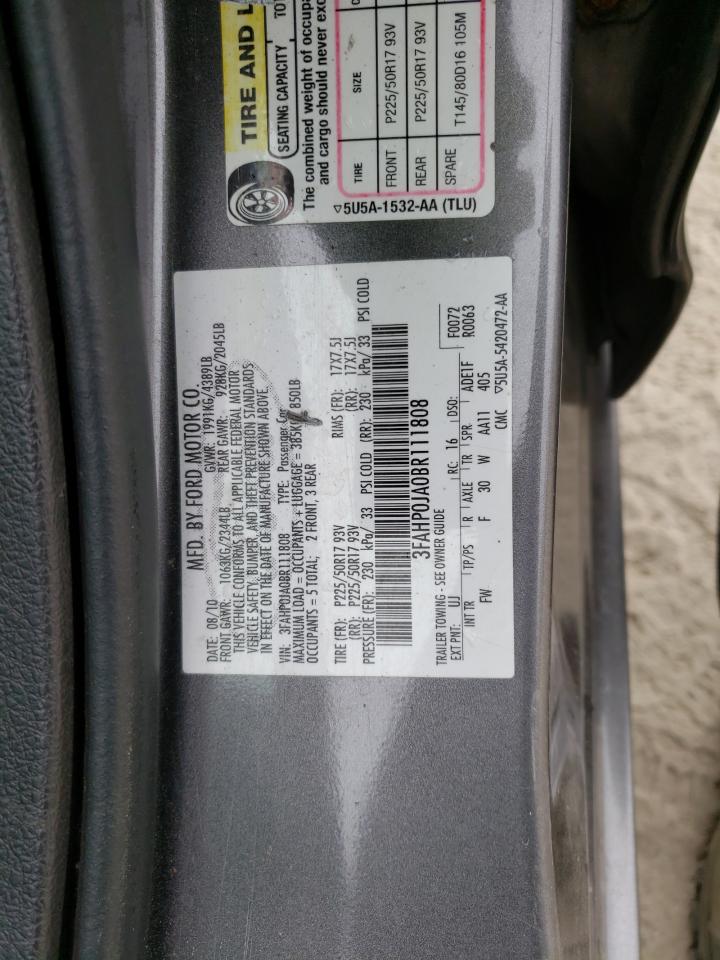 TIRE AND
SEATING CAPACITY
The combined weight of occupa
and cargo should never exc
TIRE SIZE
FRONT P225/50R17 93V
REAR P225/50R17 93V
SPARE T145/80D16 105M
5U5A-1532-AA (TLU)
MFD. BY FORD MOTOR CO.
DATE: 08/10 GVWR: 1991KG/4389LB
FRONT GAWR: 1063KG/2344LB REAR GAWR: 928KG/2045LB
THIS VEHICLE CONFORMS TO ALL APPLICABLE FEDERAL MOTOR
VEHICLE SAFETY, BUMPER, AND THEFT PREVENTION STANDARDS
IN EFFECT ON THE DATE OF MANUFACTURE SHOWN ABOVE.
VIN: 3FAHP0JA0BR111808 TYPE: Passenger Car
MAXIMUM LOAD = OCCUPANTS + LUGGAGE = 385KG/ 850LB
OCCUPANTS = 5 TOTAL; 2 FRONT, 3 REAR
TIRE (FR): P225/50R17 93V RIMS (FR): 17X7.5J
(RR): P225/50R17 93V (RR): 17X7.5J
PRESSURE (FR): 230 kPa/ 33 PSI COLD (RR): 230 kPa/ 33 PSI COLD
3FAHP0JA0BR111808
TRAILER TOWING - SEE OWNER GUIDE F0072
EXT PNT: UJ RC: 16 DSO: R0063
INT TR TP/PS R AXLE TR SPR ADE1F
FW F 30 W AA11 405
CMC 5U5A-5420472-AA